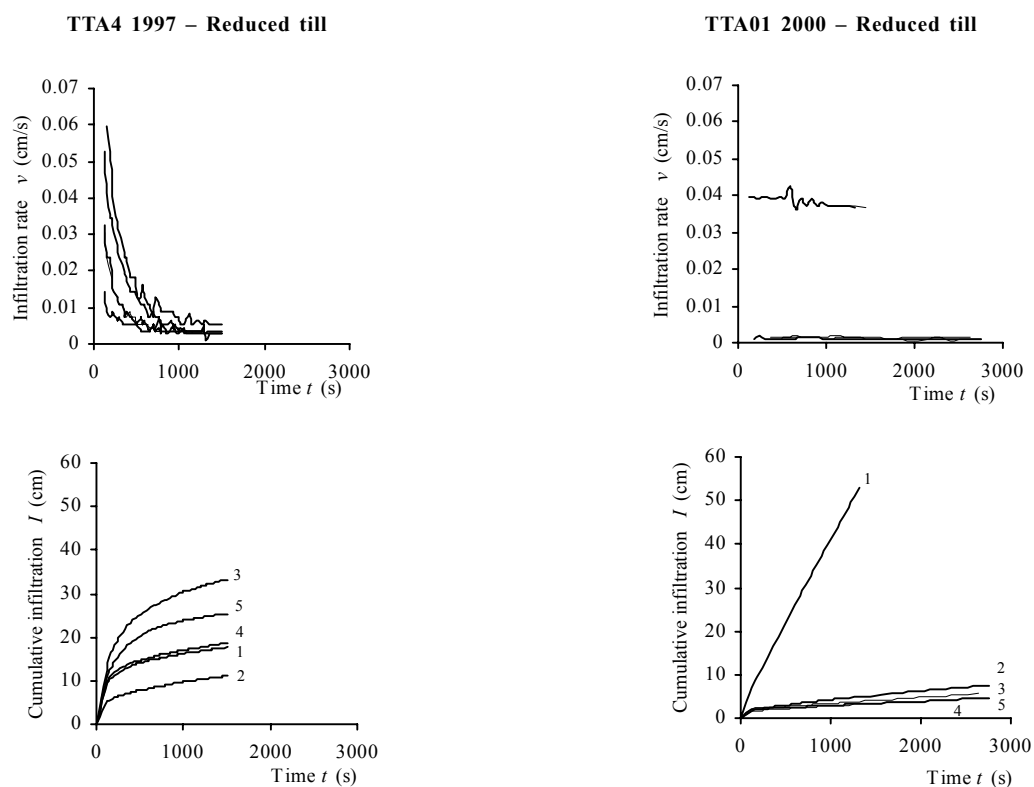 TTA4 1997 – Reduced till
0.07
0.06
0.05
0.04
0.03
0.02
0.01
0
Infiltration rate v (cm/s)
0 1000 2000 3000
Time t (s)
TTA01 2000 – Reduced till
0.07
0.06
0.05
0.04
0.03
0.02
0.01
0
Infiltration rate v (cm/s)
0 1000 2000 3000
Time t (s)
60
50
40
30
20
10
0
Cumulative infiltration I (cm)
3
5
4
1
2
0 1000 2000 3000
Time t (s)
60
50
40
30
20
10
0
Cumulative infiltration I (cm)
1
2
3
5
4
0 1000 2000 3000
Time t (s)